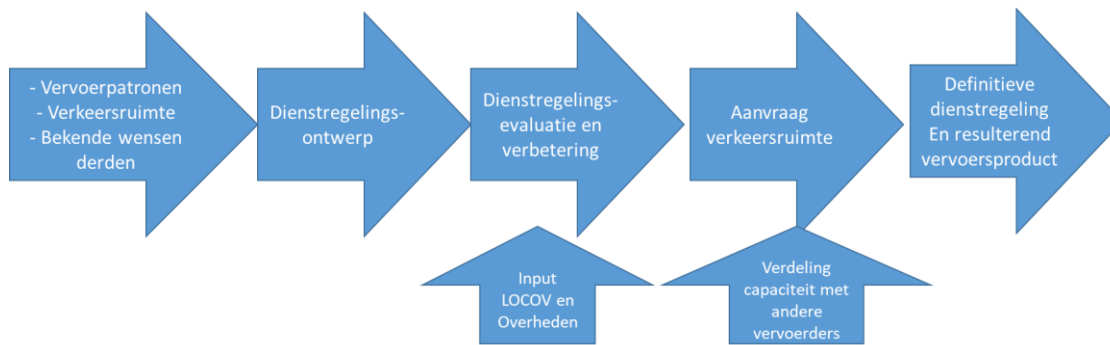 - Vervoerpatronen
- Verkeersruimte
- Bekende wensen
derden
Dienstregelings-
ontwerp
Dienstregelings-
evaluatie en
verbetering
Aanvraag
verkeersruimte
Definitieve
dienstregeling
En resulterend
vervoersproduct
Input
LOCOV en
Overheden
Verdeling
capaciteit met
andere
vervoerders